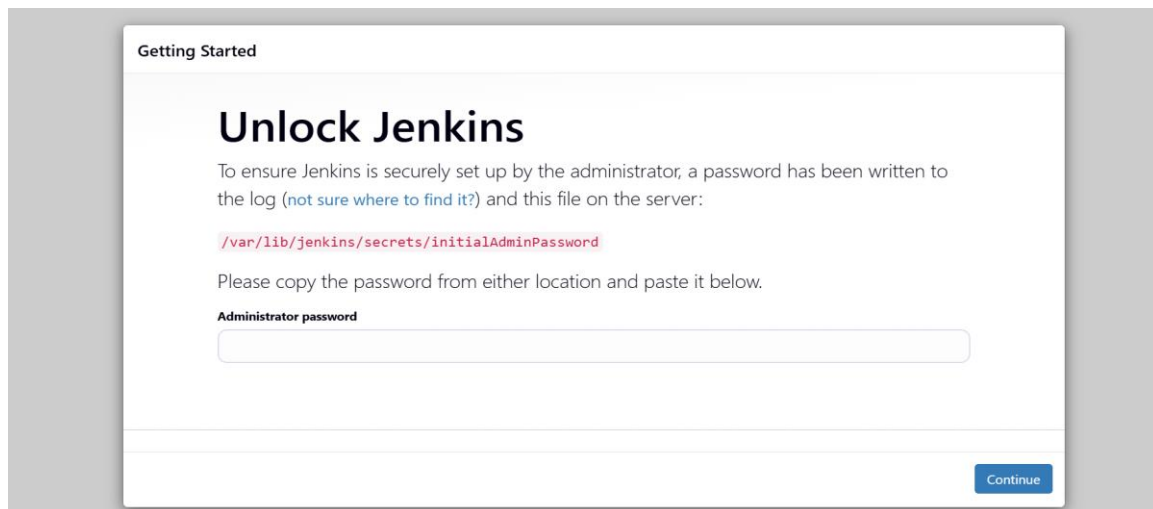 Getting Started
Unlock Jenkins
To ensure Jenkins is securely set up by the administrator, a password has been written to
the log (not sure where to find it?) and this file on the server:
/var/lib/jenkins/secrets/initialAdminPassword
Please copy the password from either location and paste it below.
Administrator password
Continue